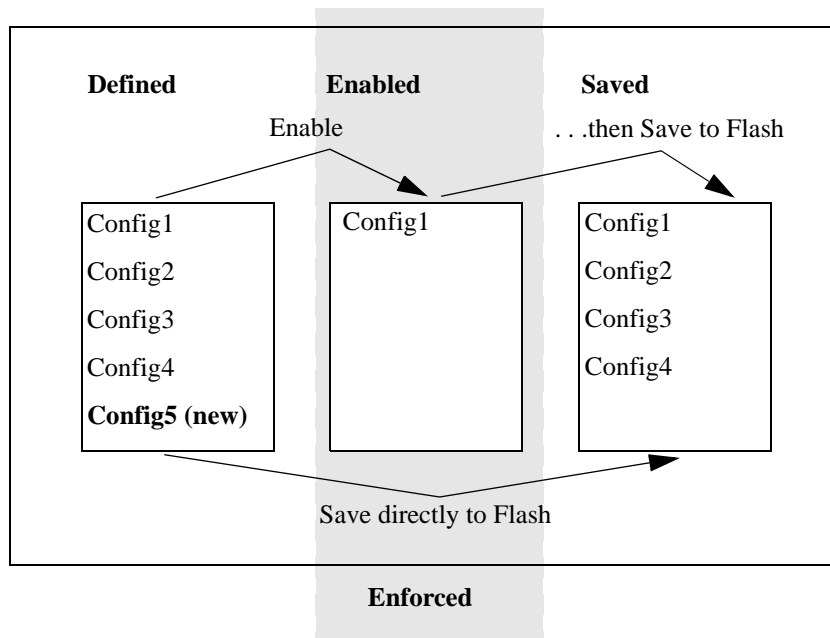 Defined
Enabled
Saved
Enable
. . .then Save to Flash
Config1
Config2
Config3
Config4
Config5 (new)
Config1
Config1
Config2
Config3
Config4
Save directly to Flash
Enforced